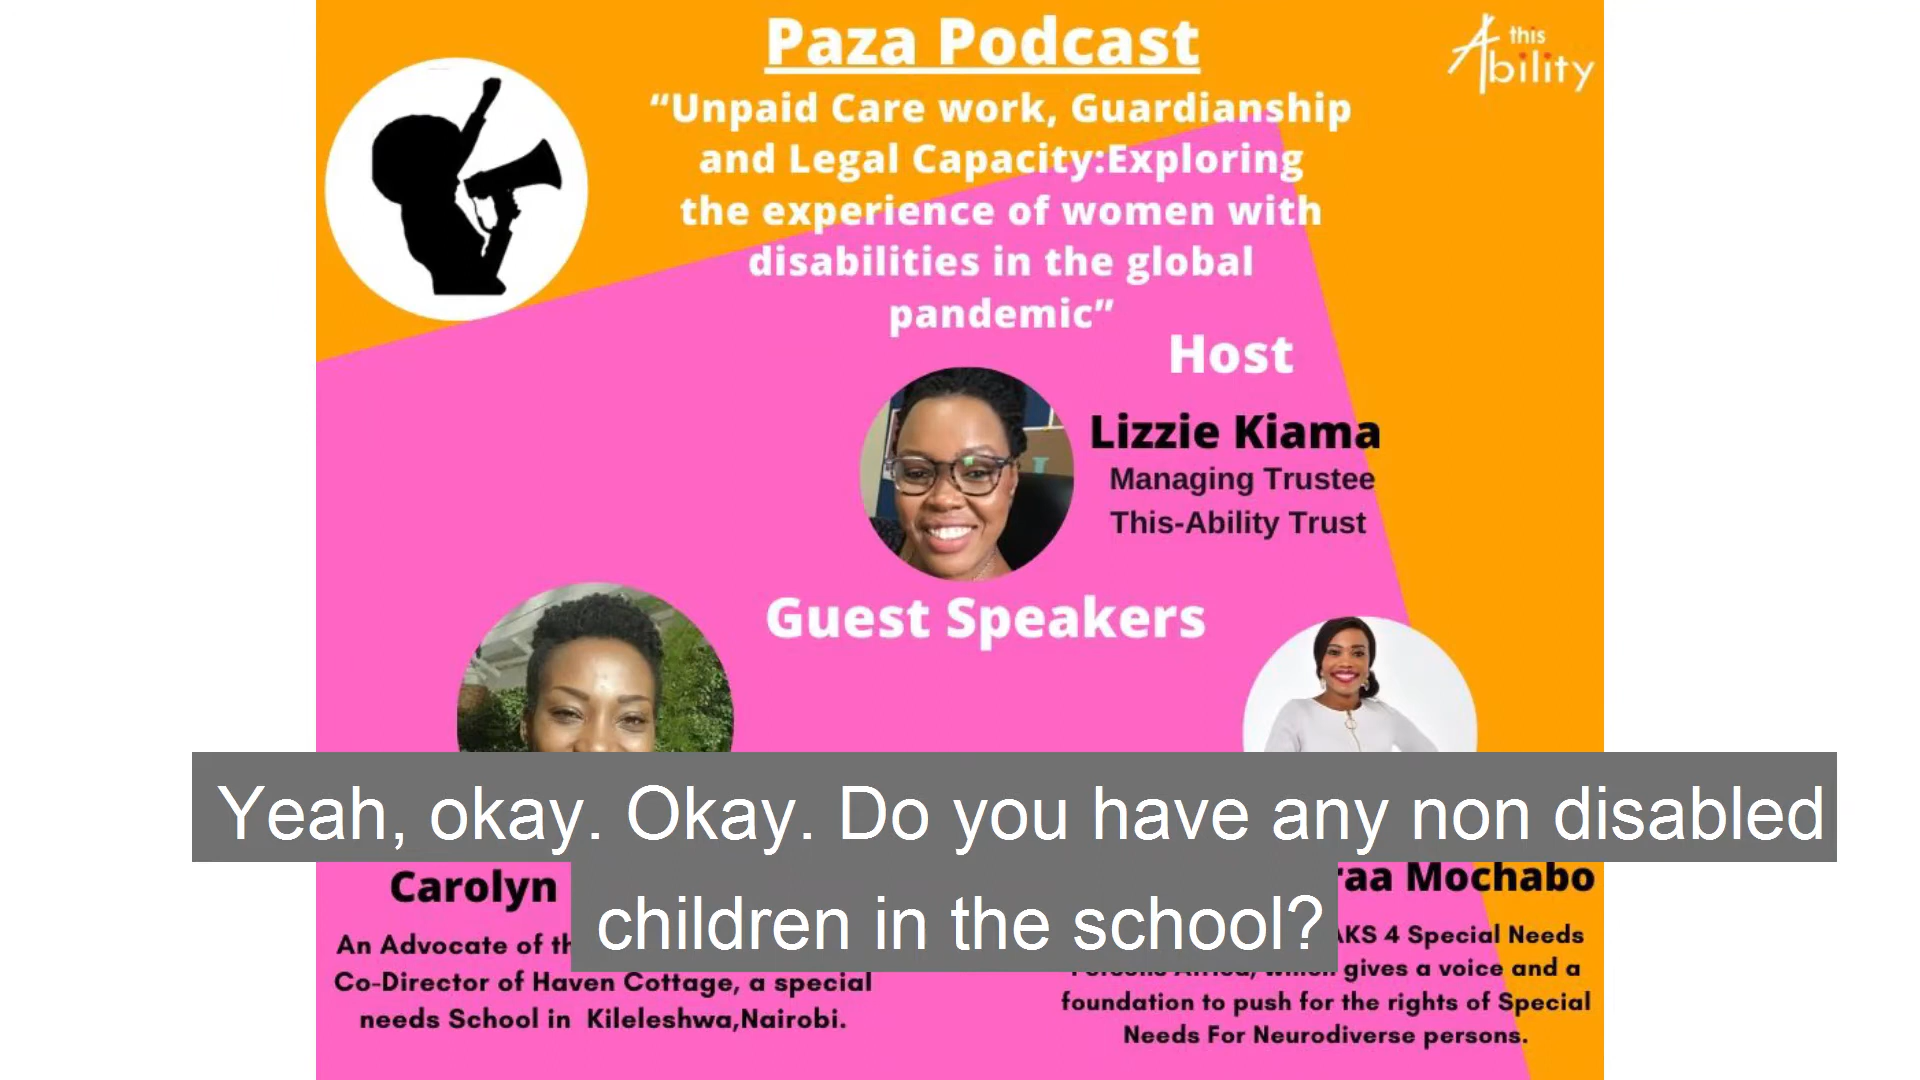 Paza Podcast
this
Ability
“Unpaid Care work, Guardianship
and Legal Capacity:Exploring
the experience of women with
disabilities in the global
pandemic”
Host
Lizzie Kiama
Managing Trustee
This-Ability Trust
Guest Speakers
Yeah, okay. Okay. Do you have any non disabled
children in the school?
Carolyn
An Advocate of
Co-Director of Haven Cottage, a special
needs School in Kileleshwa,Nairobi.
Mochabo
4 Special Needs
gives a voice and a
foundation to push for the rights of Special
Needs For Neurodiverse persons.